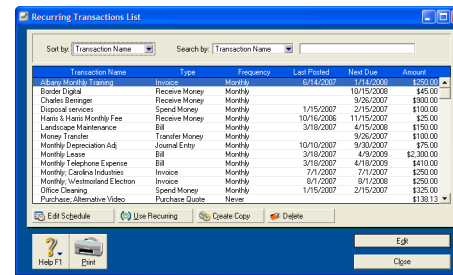 Recurring Transactions List
Sort by: Transaction Name Search by: Transaction Name
Transaction Name Type Frequency Last Posted Next Due Amount
Albany Monthly Training Invoice Monthly 6/14/2007 1/14/2008 $250.00
Border Digital Receive Money Monthly 10/15/2008 $45.00
Charles Berringer Receive Money Monthly 9/26/2007 $900.00
Disposal services Spend Money Monthly 1/15/2007 2/15/2007 $100.00
Harris & Harris Monthly Fee Receive Money Monthly 10/16/2006 11/15/2007 $25.00
Landscape Maintenance Bill Monthly 3/18/2007 4/15/2008 $150.00
Money Transfer Transfer Money Monthly 9/26/2007 $100.00
Monthly Depreciation Adj Journal Entry Monthly 10/10/2007 9/30/2007 $75.00
Monthly Lease Bill Monthly 3/18/2007 4/9/2009 $2,300.00
Monthly Telephone Expense Bill Monthly 3/18/2007 4/18/2009 $410.00
Monthly; Carolina Industries Invoice Monthly 7/1/2007 7/1/2007 $250.00
Monthly; Westmorland Electron Invoice Monthly 8/1/2007 8/1/2008 $250.00
Office Cleaning Spend Money Monthly 1/15/2007 2/15/2007 $325.00
Purchase; Alternative Video Purchase Quote Never $138.13
Edit Schedule Use Recurring Create Copy Delete
Help F1 Print Edit
Close